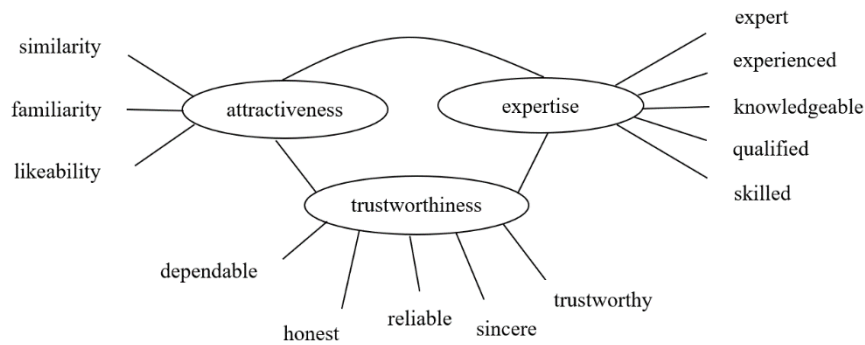 similarity
familiarity
likeability
attractiveness
expertise
expert
experienced
knowledgeable
qualified
skilled
trustworthiness
dependable
honest
reliable
sincere
trustworthy